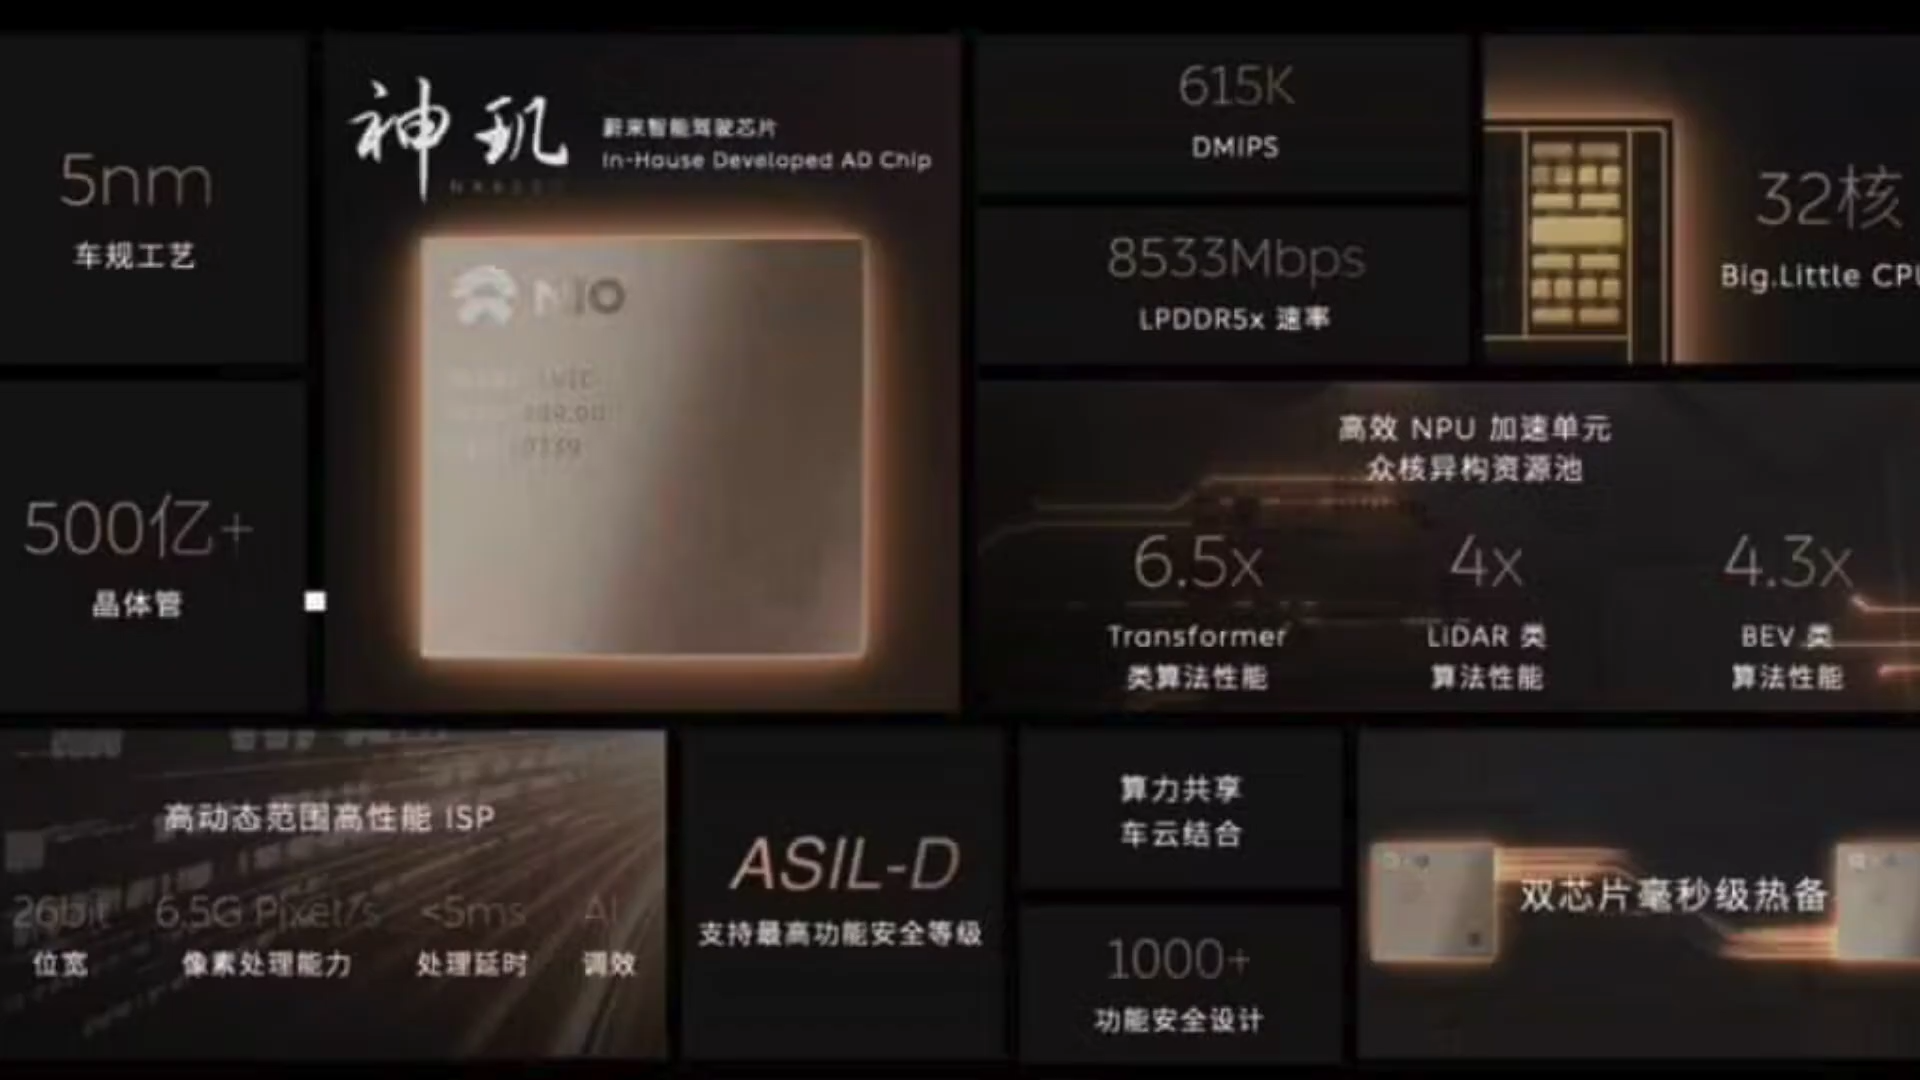 5nm
车规工艺
500亿+
晶体管
神玑
蔚来智能驾驶芯片
In-House Developed AD Chip
NIO
615K
DMIPS
8533Mbps
LPDDR5x 速率
32核
Big.Little CPU
高效 NPU 加速单元
众核异构资源池
6.5x
Transformer
类算法性能
4x
LiDAR 类
算法性能
4.3x
BEV 类
算法性能
高动态范围高性能 ISP
26bit
位宽
6.5G Pixel/s
像素处理能力
<5ms
处理延时
AI
调效
ASIL-D
支持最高功能安全等级
算力共享
车云结合
1000+
功能安全设计
双芯片毫秒级热备